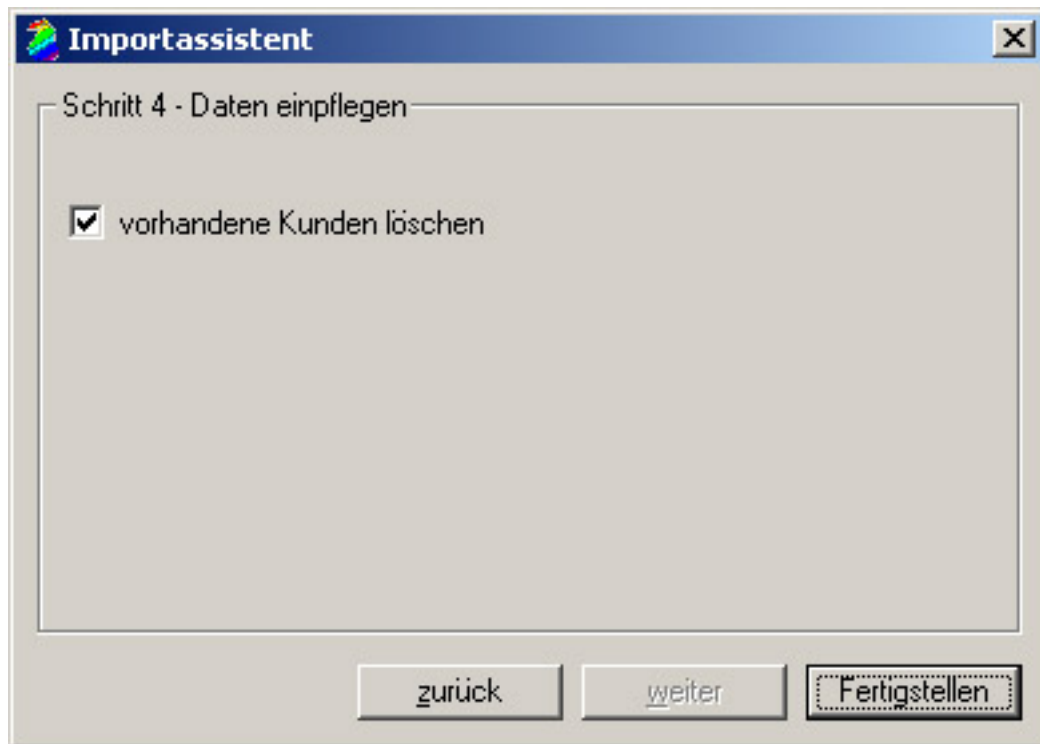 Importassistent
Schritt 4 - Daten einpflegen
vorhandene Kunden löschen
zurück
weiter
Fertigstellen